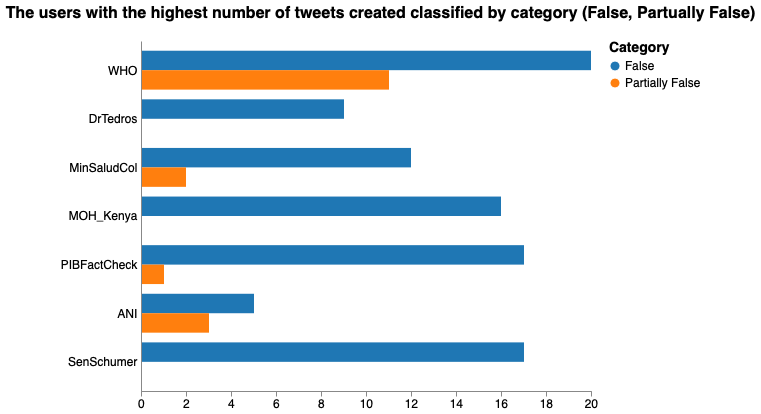 The users with the highest number of tweets created classified by category (False, Partually False)
Category
False
Partially False
WHO
DrTedros
MinSaludCol
MOH_Kenya
PIBFactCheck
ANI
SenSchumer
0 2 4 6 8 10 12 14 16 18 20